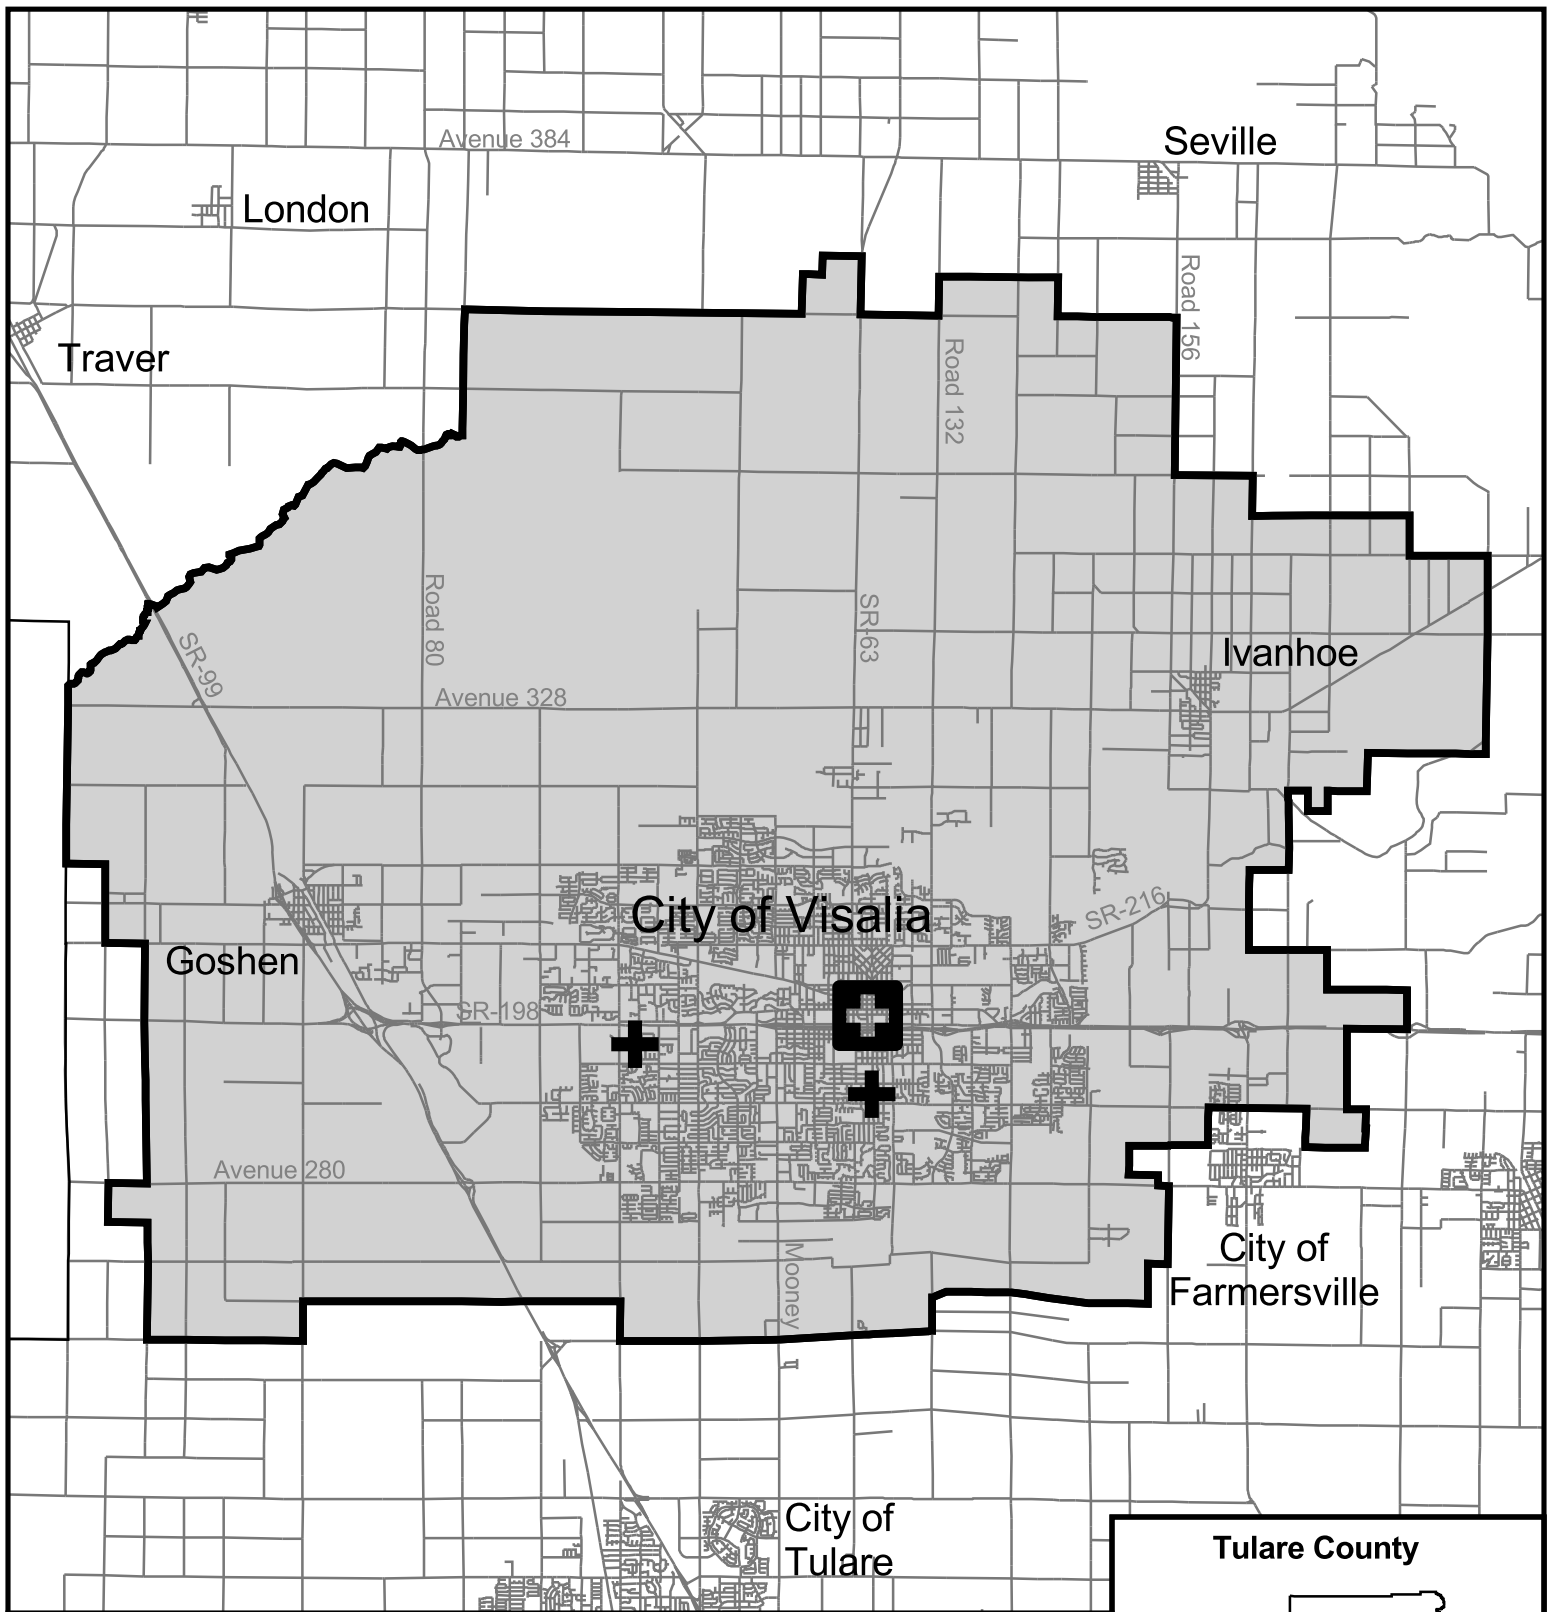 Avenue 384
Seville
London
Road 156
Traver
Road 132
Road 80
SR-63
SR-99
Ivanhoe
Avenue 328
City of Visalia
SR-216
Goshen
SR-198
Avenue 280
Mooney
City of
Farmersville
City of
Tulare
Tulare County